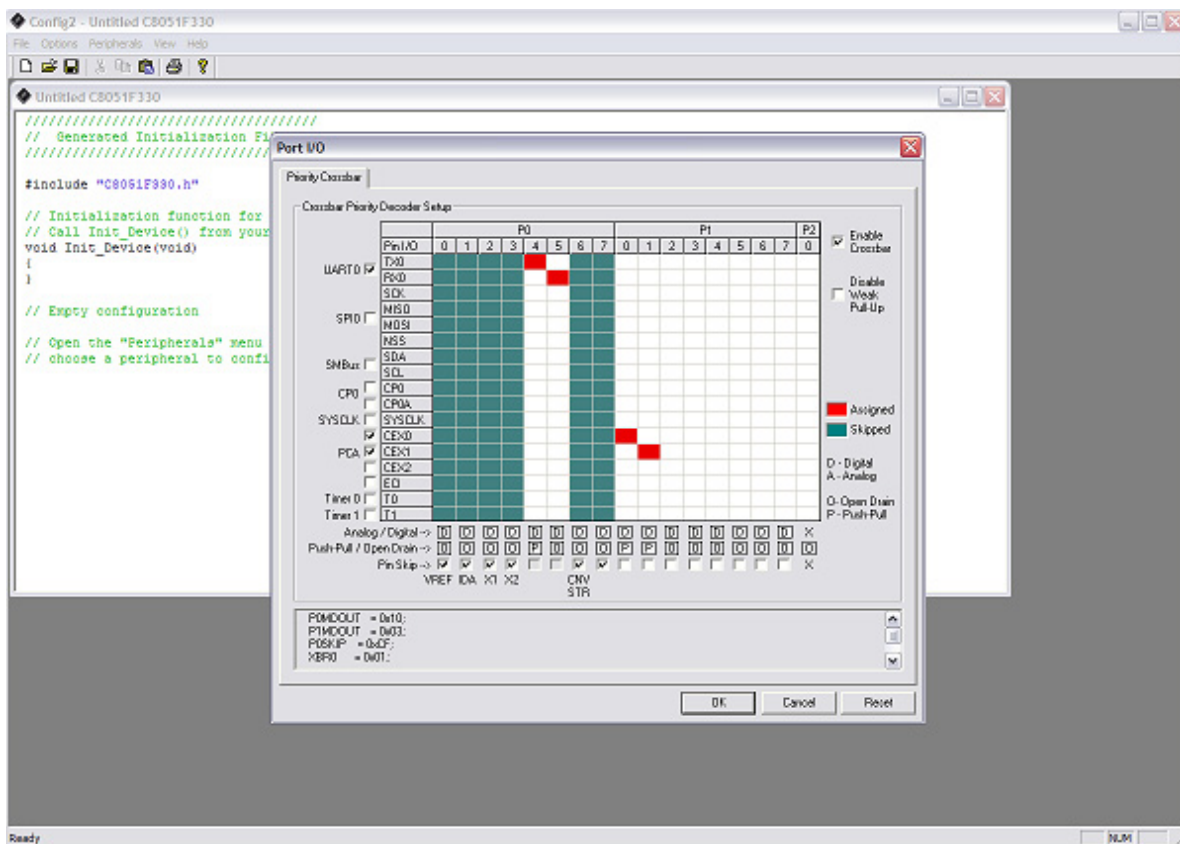 Config2 - Untitled C8051F330
File Options Peripherals View Help
Untitled C8051F330
/////////////////////////////////////
// Generated Initialization Fi
#include "C8051F330.h"
// Initialization function for
// Call Init_Device() from your
void Init_Device(void)
{
}
// Empty configuration
// Open the "Peripherals" menu
// choose a peripheral to confi
Port I/O
Priority Crossbar
Crossbar Priority Decoder Setup
P0 P1 P2
Pin I/O 0 1 2 3 4 5 6 7 0 1 2 3 4 5 6 7 0
UART0 TX0
RX0
SCK
SPI0 MISO
MOSI
NSS
SMBus SDA
SCL
CP0 CP0
CP0A
SYSCLK SYSCLK
CEX0
PCA CEX1
CEX2
ECI
Timer 0 T0
Timer 1 T1
Analog / Digital -> D D D D D D D D D D D D D D D D X
Push-Pull / Open Drain -> O O O O P O O O P P O O O O O O O
Pin Skip -> X
VREF IDA X1 X2 CNV
STR
Enable
Crossbar
Disable
Weak
Pull-Up
Assigned
Skipped
D - Digital
A - Analog
O - Open Drain
P - Push-Pull
P0MDOUT = 0x10;
P1MDOUT = 0x03;
P0SKIP = 0xCF;
XBR0 = 0x01;
OK Cancel Reset
Ready NUM